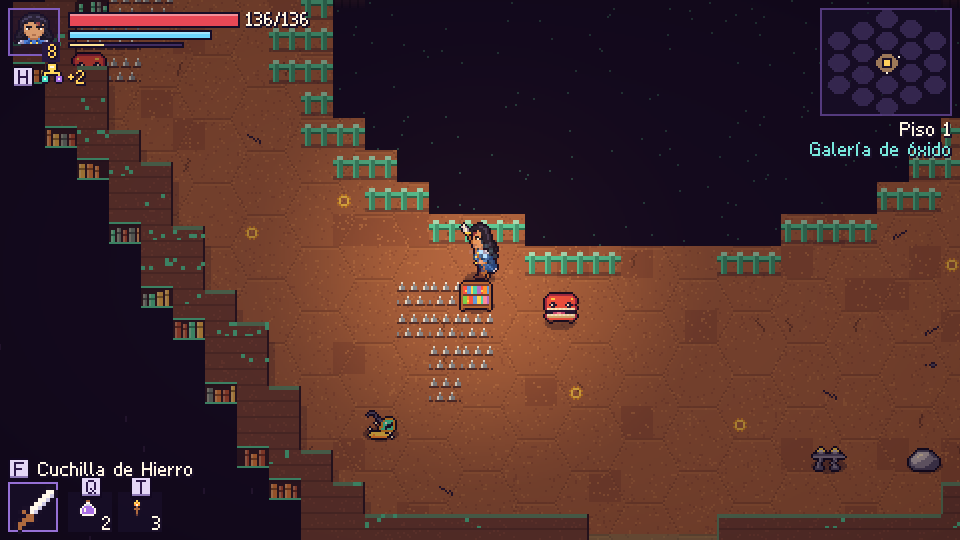 136/136
8
H +2
Piso 1
Galería de óxido
F Cuchilla de Hierro
Q T
2 3